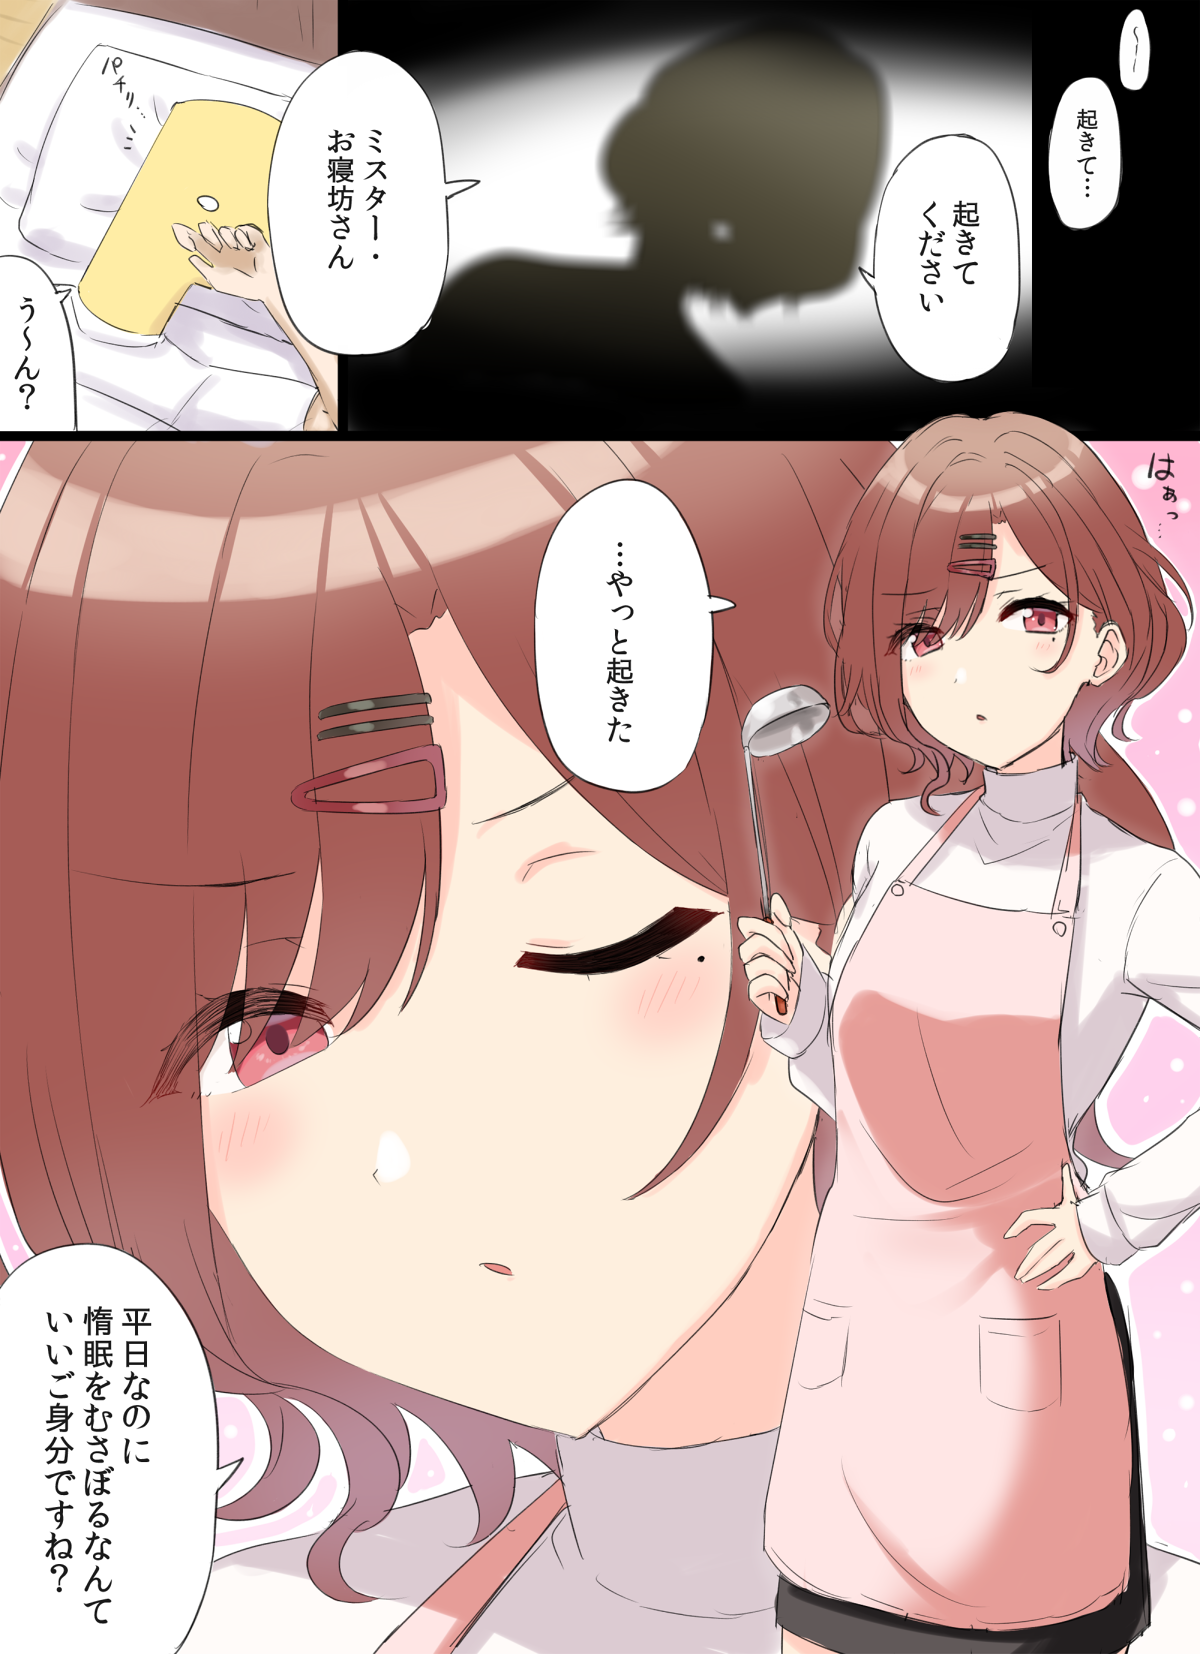 〜…
起きて…
起きて
ください
ミスター・
お寝坊さん
パチリ…
う〜ん？
はぁっ…
…やっと起きた
平日なのに
惰眠をむさぼるなんて
いいご身分ですね？